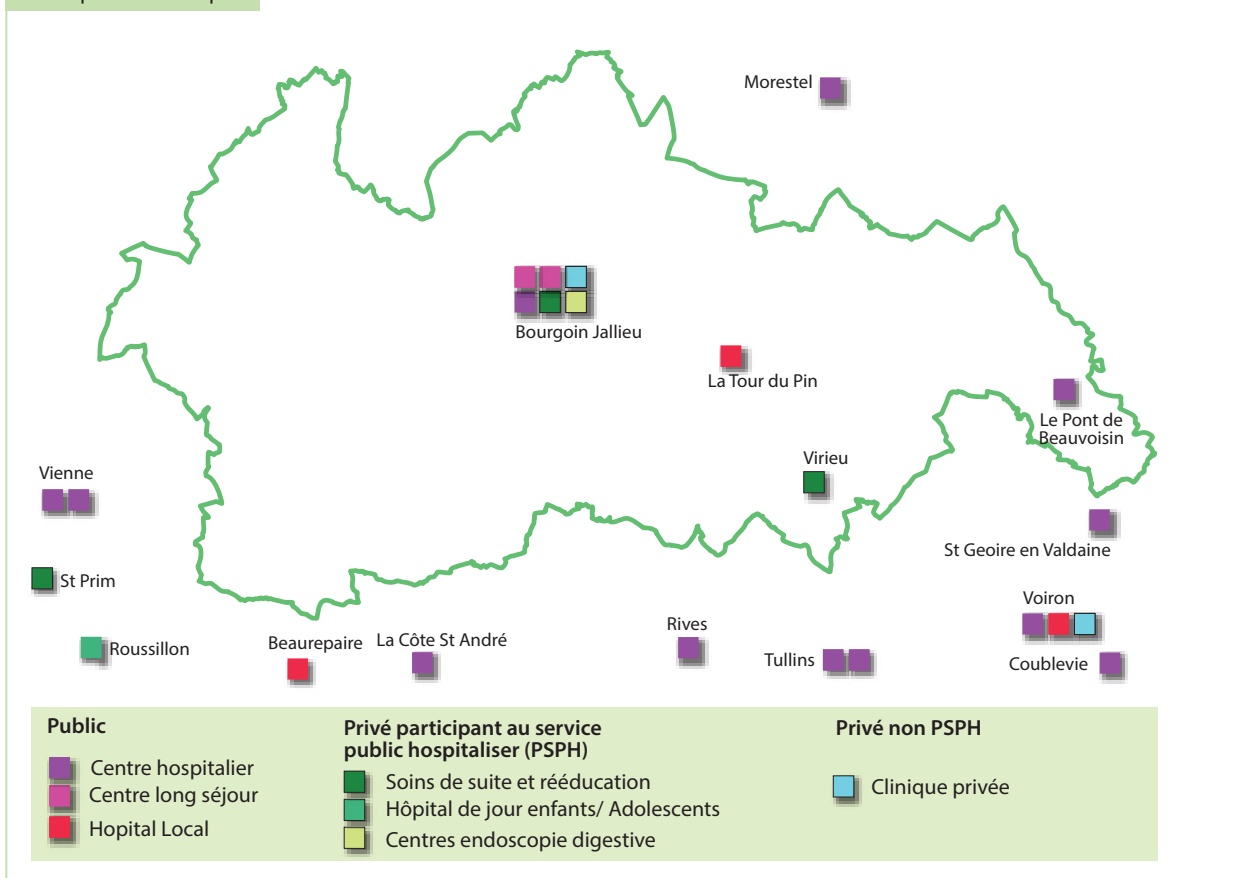 Morestel
Bourgoin Jallieu
La Tour du Pin
Le Pont de
Beauvoisin
Virieu
Vienne
St Geoire en Valdaine
St Prim
Voiron
Rives
La Côte St André
Beaurepaire
Roussillon
Tullins
Coublevie
Public
Centre hospitalier
Centre long séjour
Hopital Local
Privé participant au service
public hospitaliser (PSPH)
Soins de suite et rééducation
Hôpital de jour enfants/ Adolescents
Centres endoscopie digestive
Privé non PSPH
Clinique privée